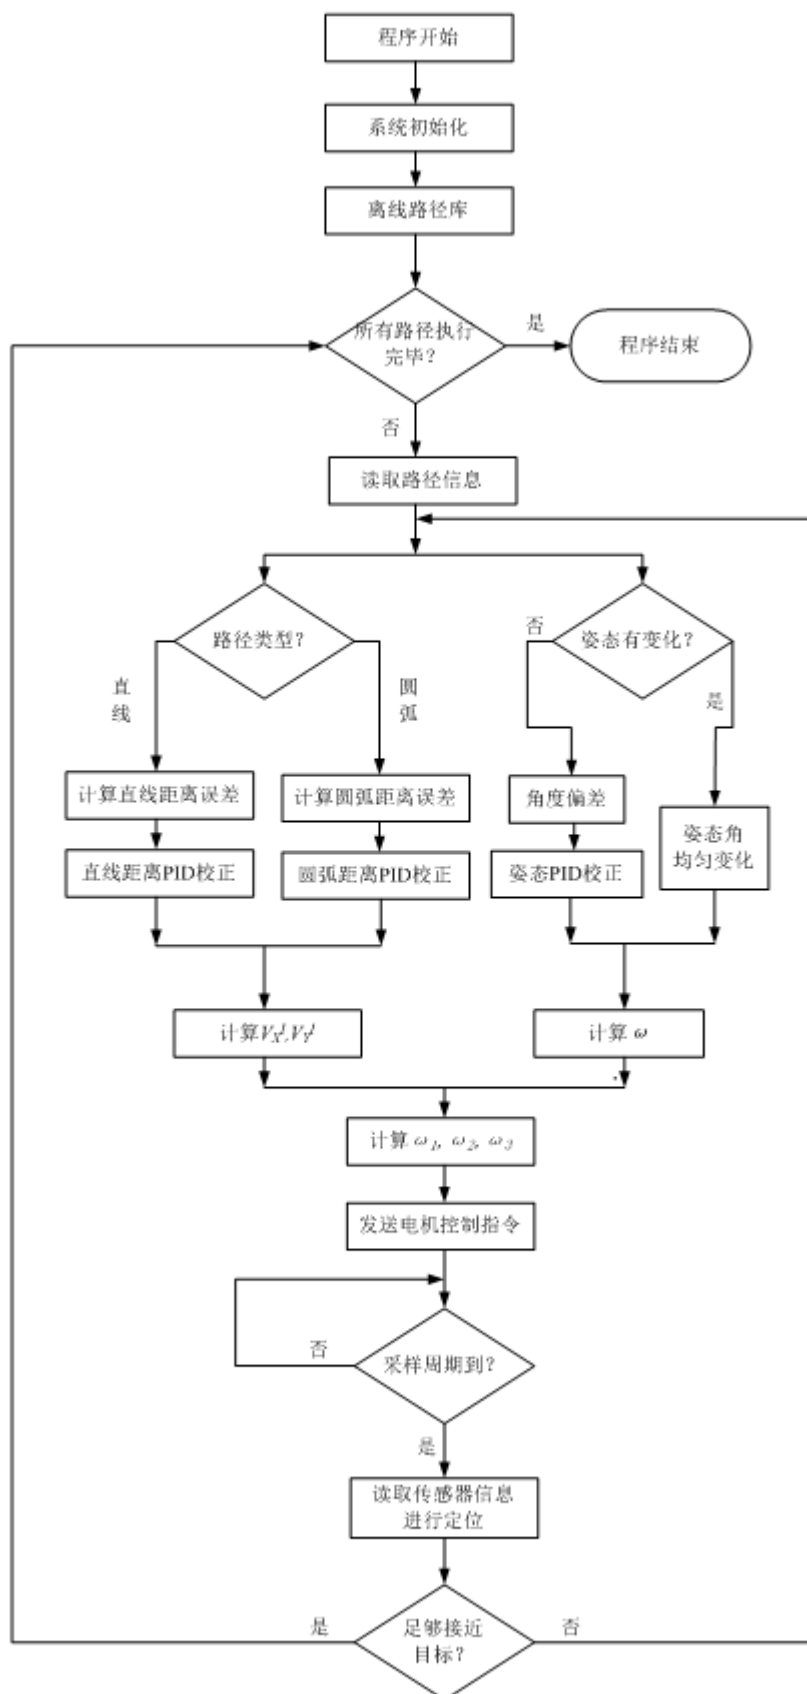 程序开始
系统初始化
离线路径库
所有路径执行
完毕?
是
程序结束
否
读取路径信息
路径类型?
否
姿态有变化?
直
线
圆
弧
是
计算直线距离误差
计算圆弧距离误差
角度偏差
姿态角
均匀变化
直线距离PID校正
圆弧距离PID校正
姿态PID校正
计算
计算 ω
计算 ω1, ω2, ω3
发送电机控制指令
否
采样周期到?
是
读取传感器信息
进行定位
是
足够接近
目标?
否